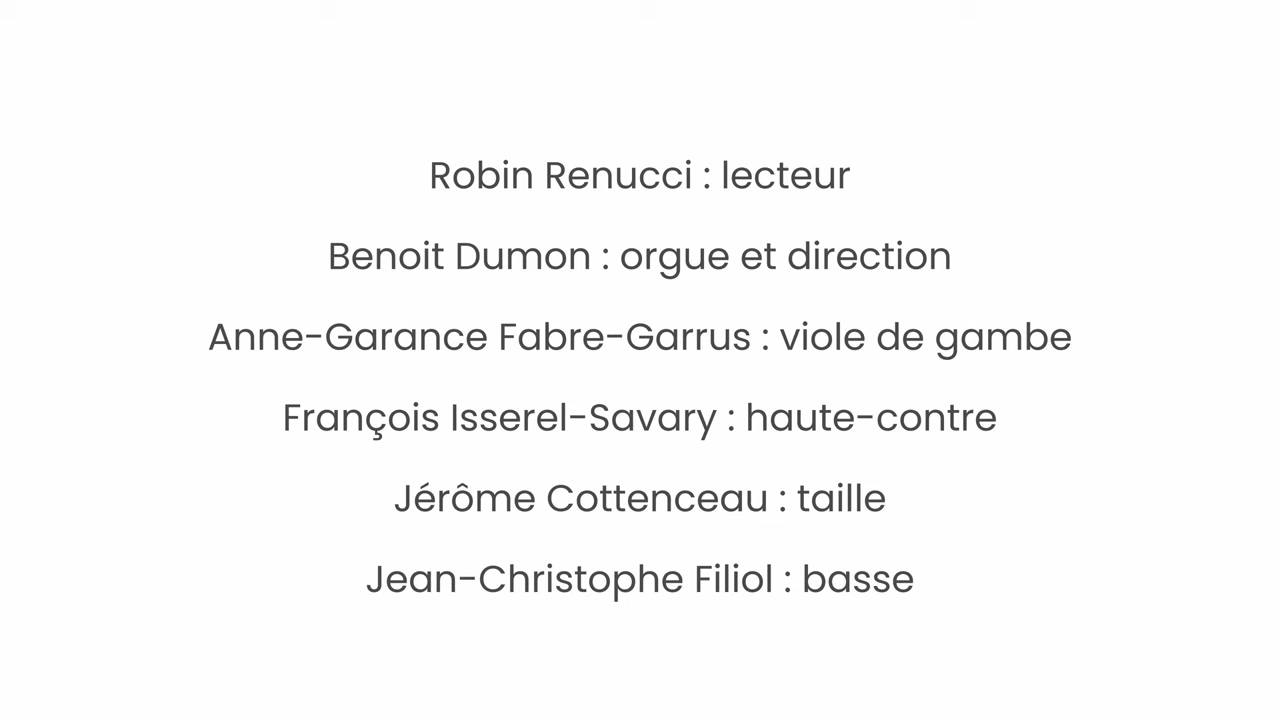 Robin Renucci : lecteur
Benoit Dumon : orgue et direction
Anne-Garance Fabre-Garrus : viole de gambe
François Isserel-Savary : haute-contre
Jérôme Cottenceau : taille
Jean-Christophe Filiol : basse